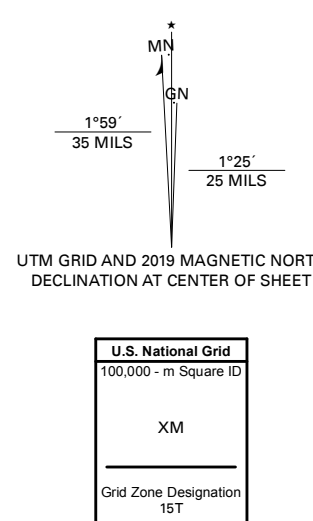 MN
GN
1°59´
35 MILS
1°25´
25 MILS
UTM GRID AND 2019 MAGNETIC NORT
DECLINATION AT CENTER OF SHEET
U.S. National Grid
100,000 - m Square ID
XM
Grid Zone Designation
15T